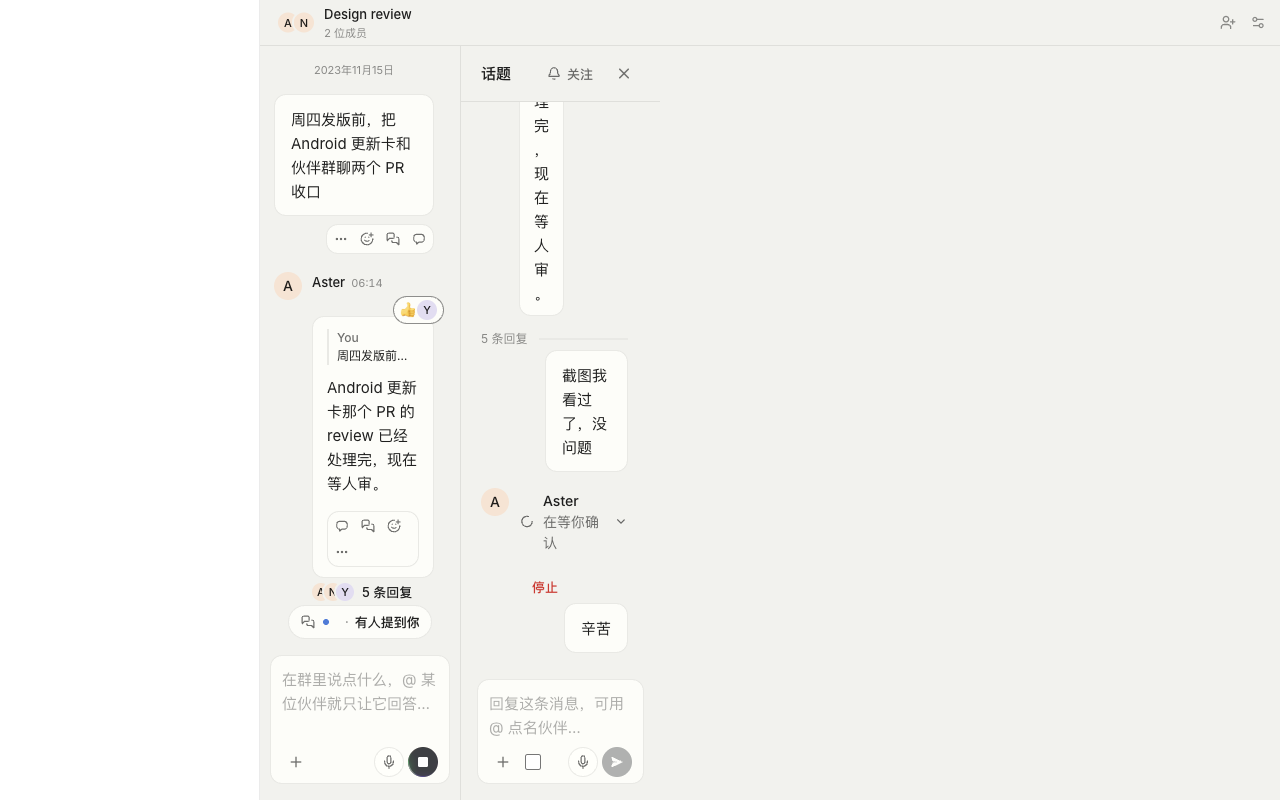 A N
Design review
2 位成员
2023年11月15日
周四发版前，把
Android 更新卡和
伙伴群聊两个 PR
收口
A
Aster 06:14
👍 Y
You
周四发版前...
Android 更新
卡那个 PR 的
review 已经
处理完，现在
等人审。
A N Y 5 条回复
· 有人提到你
在群里说点什么，@ 某
位伙伴就只让它回答...
话题
关注
理
完
，
现
在
等
人
审
。
5 条回复
截图我
看过
了，没
问题
A
Aster
在等你确
认
停止
辛苦
回复这条消息，可用
@ 点名伙伴...